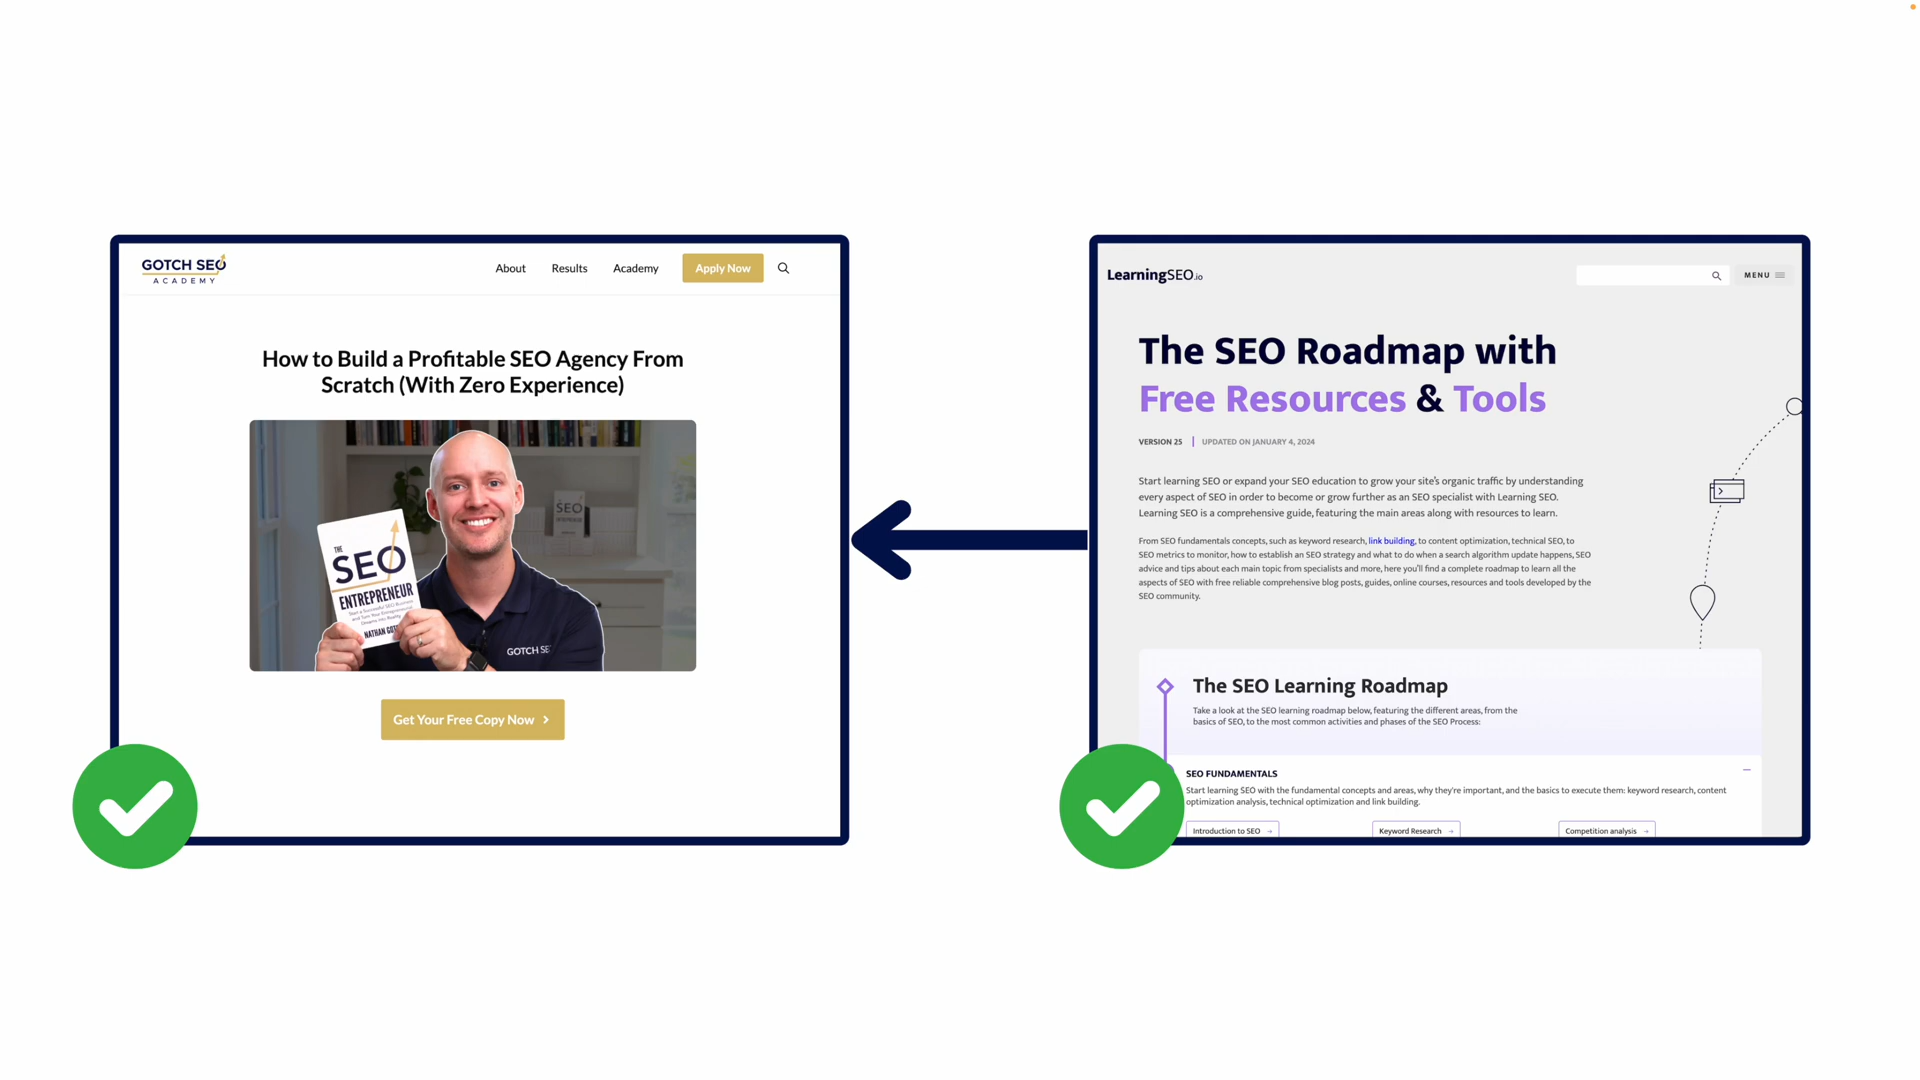 GOTCH SEO
ACADEMY
About
Results
Academy
Apply Now
How to Build a Profitable SEO Agency From
Scratch (With Zero Experience)
SEO
THE
SEO
ENTREPRENEUR
Start a Successful SEO Business
and Turn Your Entrepreneurial
Dreams into Reality
NATHAN
GOTCH SE
Get Your Free Copy Now
LearningSEO.io
MENU
The SEO Roadmap with
Free Resources & Tools
VERSION 25
UPDATED ON JANUARY 4, 2024
Start learning SEO or expand your SEO education to grow your site's organic traffic by understanding
every aspect of SEO in order to become or grow further as an SEO specialist with Learning SEO.
Learning SEO is a comprehensive guide, featuring the main areas along with resources to learn.
From SEO fundamentals concepts, such as keyword research, link building, to content optimization, technical SEO, to
SEO metrics to monitor, how to establish an SEO strategy and what to do when a search algorithm update happens, SEO
advice and tips about each main topic from specialists and more, here you'll find a complete roadmap to learn all the
aspects of SEO with free reliable comprehensive blog posts, guides, online courses, resources and tools developed by the
SEO community.
The SEO Learning Roadmap
Take a look at the SEO learning roadmap below, featuring the different areas, from the
basics of SEO, to the most common activities and phases of the SEO Process:
SEO FUNDAMENTALS
Start learning SEO with the fundamental concepts and areas, why they're important, and the basics to execute them: keyword research, content
optimization analysis, technical optimization and link building.
Introduction to SEO →
Keyword Research →
Competition analysis →